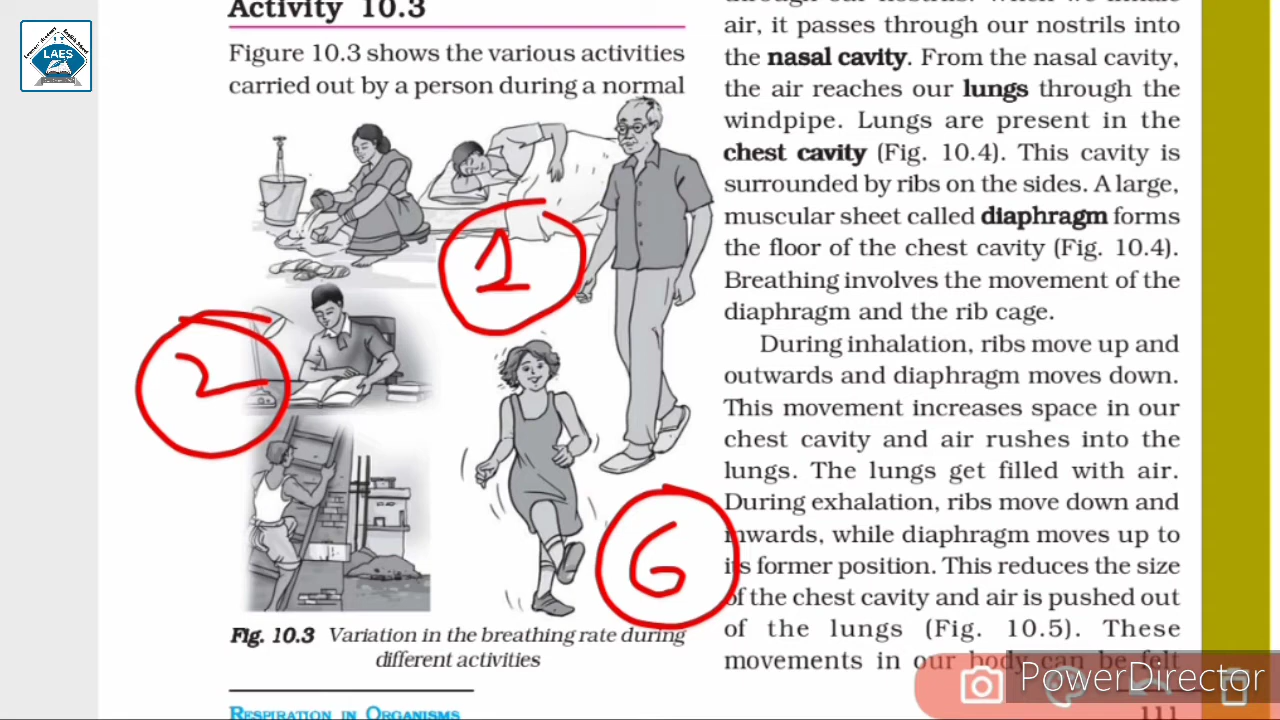 LAES
Activity 10.3
Figure 10.3 shows the various activities
carried out by a person during a normal
1
2
6
Fig. 10.3 Variation in the breathing rate during
different activities
RESPIRATION IN ORGANISMS
air, it passes through our nostrils into
the nasal cavity. From the nasal cavity,
the air reaches our lungs through the
windpipe. Lungs are present in the
chest cavity (Fig. 10.4). This cavity is
surrounded by ribs on the sides. A large,
muscular sheet called diaphragm forms
the floor of the chest cavity (Fig. 10.4).
Breathing involves the movement of the
diaphragm and the rib cage.
During inhalation, ribs move up and
outwards and diaphragm moves down.
This movement increases space in our
chest cavity and air rushes into the
lungs. The lungs get filled with air.
During exhalation, ribs move down and
inwards, while diaphragm moves up to
its former position. This reduces the size
of the chest cavity and air is pushed out
of the lungs (Fig. 10.5). These
movements in our body can be felt
PowerDirector
111